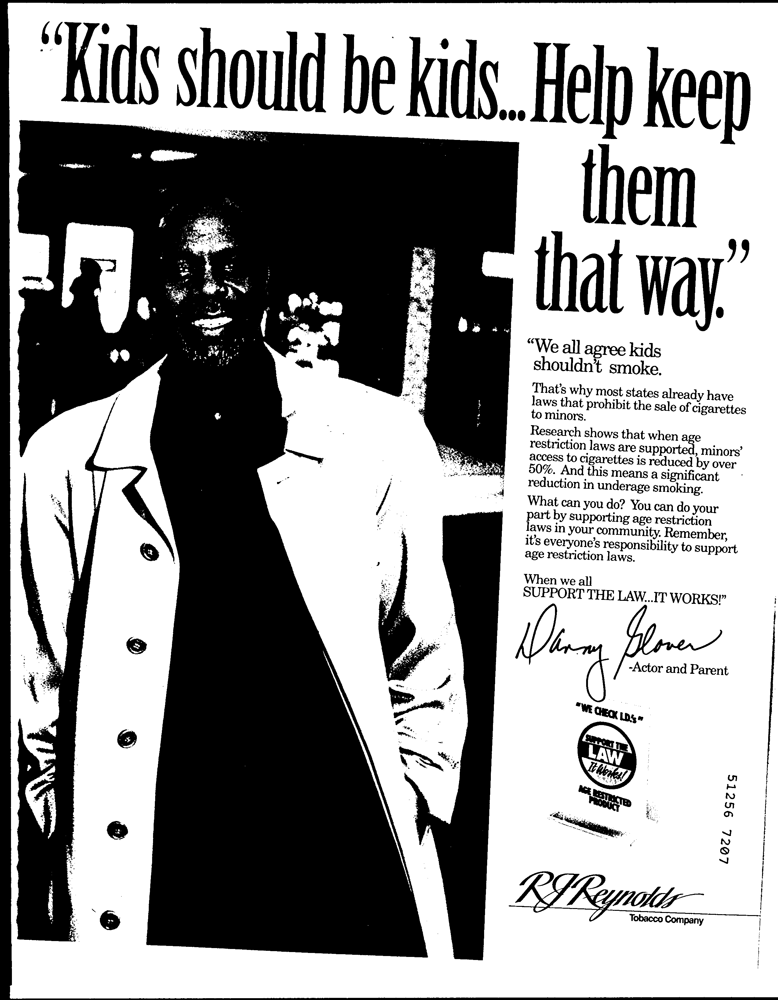 “Kids should be kids...Help keep
them
that way.”
“We all agree kids
shouldn't smoke.
That's why most states already have
laws that prohibit the sale of cigarettes
to minors.
Research shows that when age
restriction laws are supported, minors'
access to cigarettes is reduced by over
50%. And this means a significant
reduction in underage smoking.
What can you do? You can do your
part by supporting age restriction
laws in your community. Remember,
it's everyone's responsibility to support
age restriction laws.
When we all
SUPPORT THE LAW...IT WORKS!”
Danny Glover
-Actor and Parent
"WE CHECK I.D.'s"
SUPPORT THE
LAW
It Works!
AGE RESTRICTED
PRODUCT
51256 7207
RJReynolds
Tobacco Company